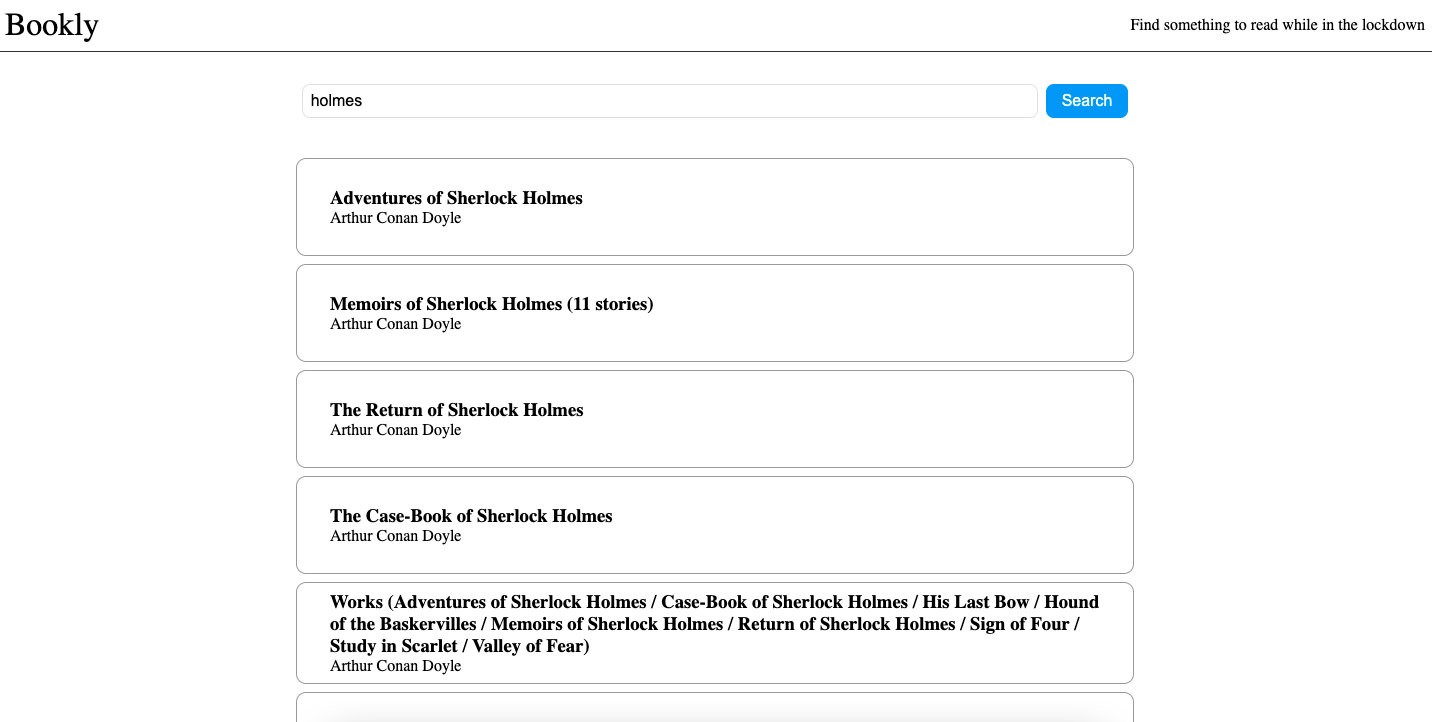 Bookly
Find something to read while in the lockdown
holmes
Search
Adventures of Sherlock Holmes
Arthur Conan Doyle
Memoirs of Sherlock Holmes (11 stories)
Arthur Conan Doyle
The Return of Sherlock Holmes
Arthur Conan Doyle
The Case-Book of Sherlock Holmes
Arthur Conan Doyle
Works (Adventures of Sherlock Holmes / Case-Book of Sherlock Holmes / His Last Bow / Hound
of the Baskervilles / Memoirs of Sherlock Holmes / Return of Sherlock Holmes / Sign of Four /
Study in Scarlet / Valley of Fear)
Arthur Conan Doyle